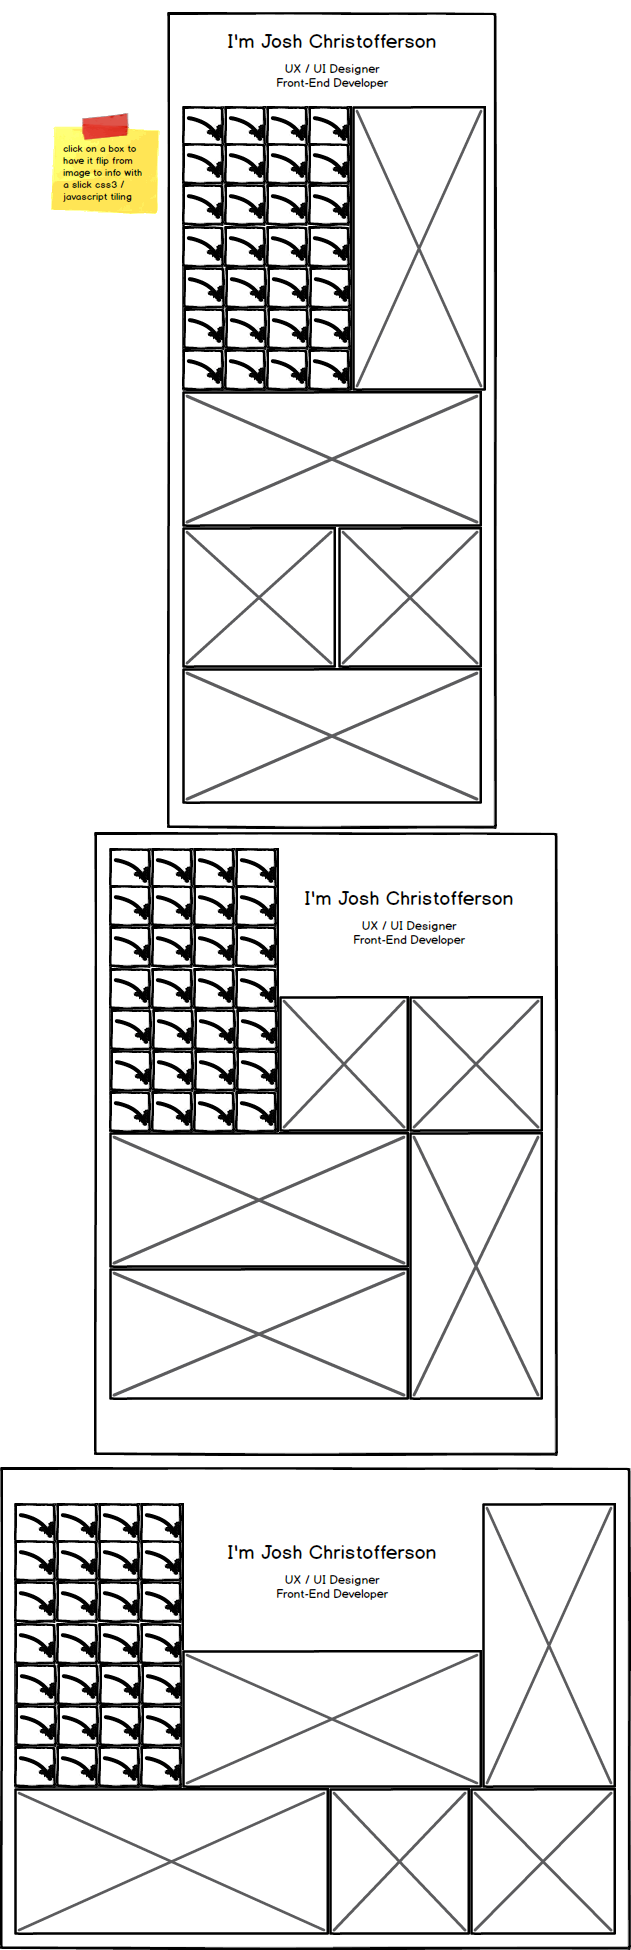 I'm Josh Christofferson
UX / UI Designer
Front-End Developer
click on a box to
have it flip from
image to info with
a slick css3 /
javascript tiling
I'm Josh Christofferson
UX / UI Designer
Front-End Developer
I'm Josh Christofferson
UX / UI Designer
Front-End Developer